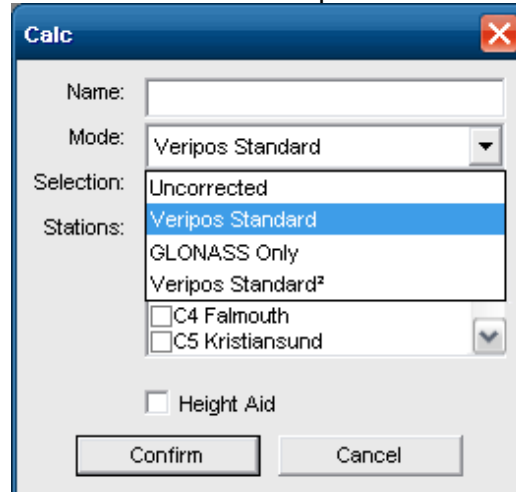 Calc
Name:
Mode: Veripos Standard
Selection: Uncorrected
Stations: Veripos Standard
GLONASS Only
Veripos Standard²
C4 Falmouth
C5 Kristiansund
Height Aid
Confirm Cancel